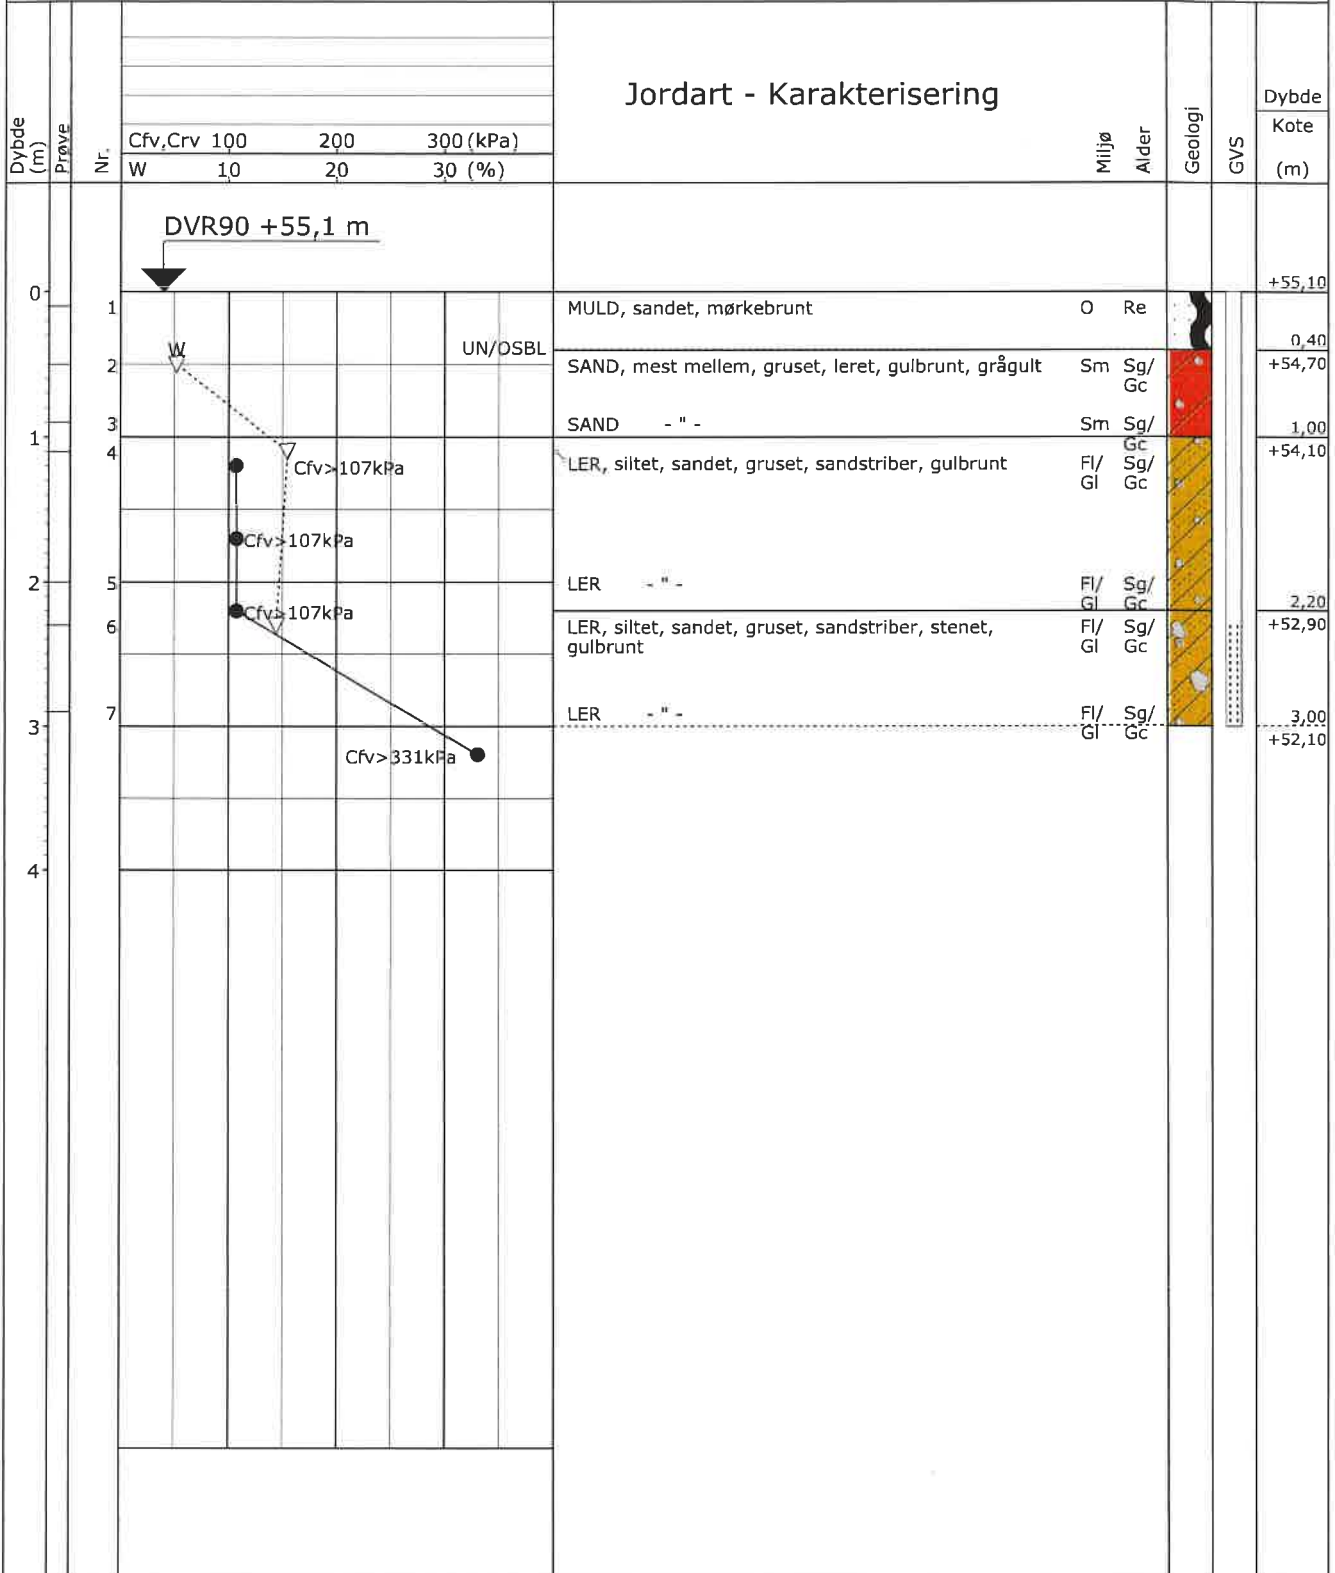 Jordart - Karakterisering
Dybde (m)
Prøve
Nr.
Cfv,Crv 100 200 300 (kPa)
W 10 20 30 (%)
Miljø
Alder
Geologi
GVS
Dybde
Kote
(m)
DVR90 +55,1 m
+55,10
0
1 MULD, sandet, mørkebrunt O Re
0,40
W UN/OSBL
+54,70
2 SAND, mest mellem, gruset, leret, gulbrunt, grågult Sm Sg/
Gc
3 SAND - " - Sm Sg/
Gc
1,00
1
+54,10
4 LER, siltet, sandet, gruset, sandstriber, gulbrunt Fl/ Sg/
Gl Gc
Cfv>107kPa
Cfv>107kPa
2 5 LER - " - Fl/ Sg/
Gl Gc
2,20
Cfv>107kPa
+52,90
6 LER, siltet, sandet, gruset, sandstriber, stenet, Fl/ Sg/
gulbrunt Gl Gc
7 LER - " - Fl/ Sg/
Gl Gc
3,00
3
+52,10
Cfv>331kPa
4